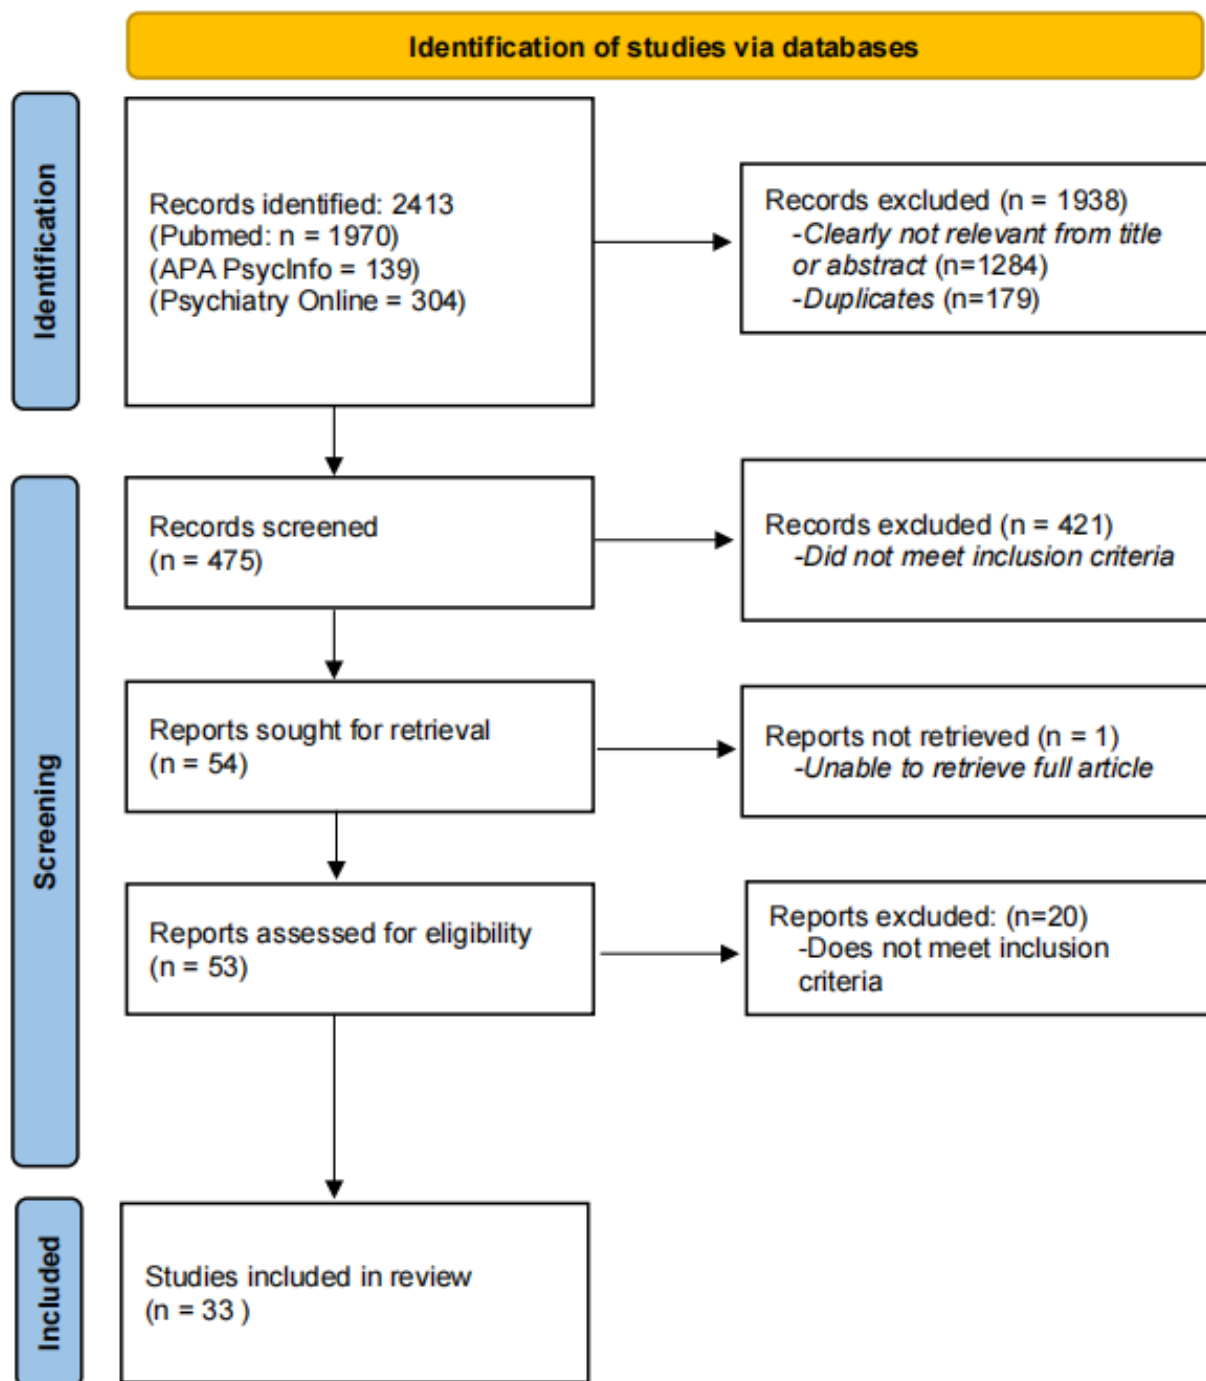 Identification of studies via databases
Identification
Records identified: 2413
(Pubmed: n = 1970)
(APA PsycInfo = 139)
(Psychiatry Online = 304)
Records excluded (n = 1938)
-Clearly not relevant from title
or abstract (n=1284)
-Duplicates (n=179)
Screening
Records screened
(n = 475)
Records excluded (n = 421)
-Did not meet inclusion criteria
Reports sought for retrieval
(n = 54)
Reports not retrieved (n = 1)
-Unable to retrieve full article
Reports assessed for eligibility
(n = 53)
Reports excluded: (n=20)
-Does not meet inclusion
criteria
Included
Studies included in review
(n = 33 )